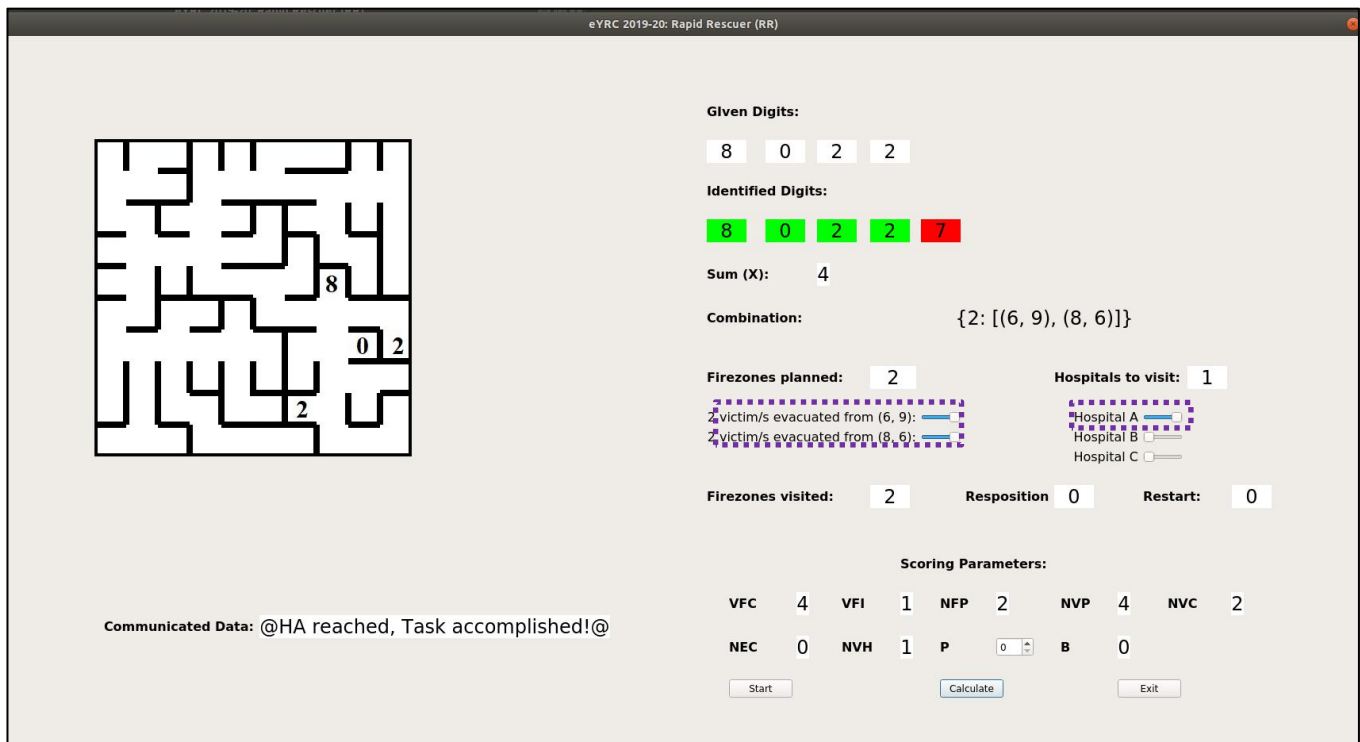 eYRC 2019-20: Rapid Rescuer (RR)
GIven Digits:
8 0 2 2
Identified Digits:
8 0 2 2 7
Sum (X): 4
Combination: {2: [(6, 9), (8, 6)]}
Firezones planned: 2 Hospitals to visit: 1
2 victim/s evacuated from (6, 9): Hospital A
2 victim/s evacuated from (8, 6): Hospital B
Hospital C
Firezones visited: 2 Resposition 0 Restart: 0
Scoring Parameters:
VFC 4 VFI 1 NFP 2 NVP 4 NVC 2
NEC 0 NVH 1 P 0 B 0
Start Calculate Exit
8
0 2
2
Communicated Data: @HA reached, Task accomplished!@